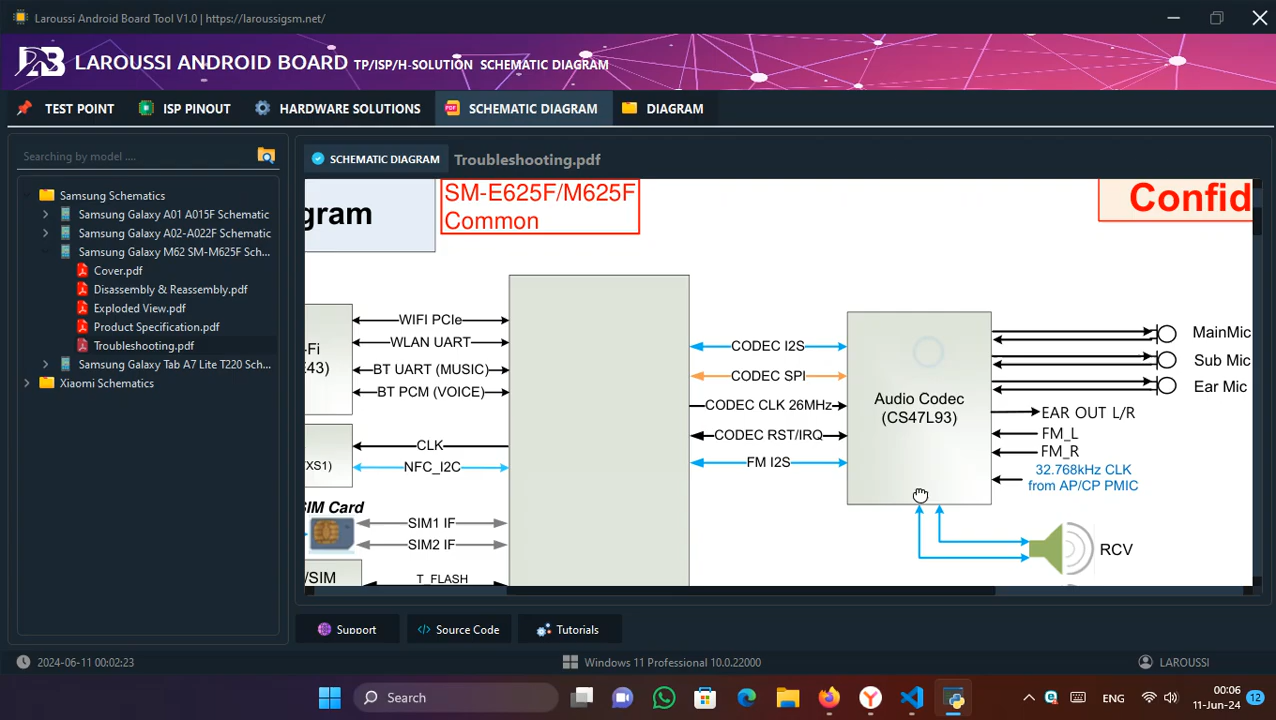 Laroussi Android Board Tool V1.0 | https://laroussigsm.net/
LAROUSSI ANDROID BOARD TP/ISP/H-SOLUTION SCHEMATIC DIAGRAM
TEST POINT ISP PINOUT HARDWARE SOLUTIONS SCHEMATIC DIAGRAM DIAGRAM
Searching by model ....
Samsung Schematics
Samsung Galaxy A01 A015F Schematic
Samsung Galaxy A02-A022F Schematic
Samsung Galaxy M62 SM-M625F Sch...
Cover.pdf
Disassembly & Reassembly.pdf
Exploded View.pdf
Product Specification.pdf
Troubleshooting.pdf
Samsung Galaxy Tab A7 Lite T220 Sch...
Xiaomi Schematics
SCHEMATIC DIAGRAM Troubleshooting.pdf
gram
SM-E625F/M625F
Common
Confid
-Fi
43)
WIFI PCIe
WLAN UART
BT UART (MUSIC)
BT PCM (VOICE)
CLK
NFC_I2C
XS1)
SIM Card
SIM1 IF
SIM2 IF
/SIM
T_FLASH
CODEC I2S
CODEC SPI
CODEC CLK 26MHz
CODEC RST/IRQ
FM I2S
Audio Codec
(CS47L93)
MainMic
Sub Mic
Ear Mic
EAR OUT L/R
FM_L
FM_R
32.768kHz CLK
from AP/CP PMIC
RCV
Support Source Code Tutorials
2024-06-11 00:02:23 Windows 11 Professional 10.0.22000 LAROUSSI
Search
ENG
00:06
11-Jun-24
12